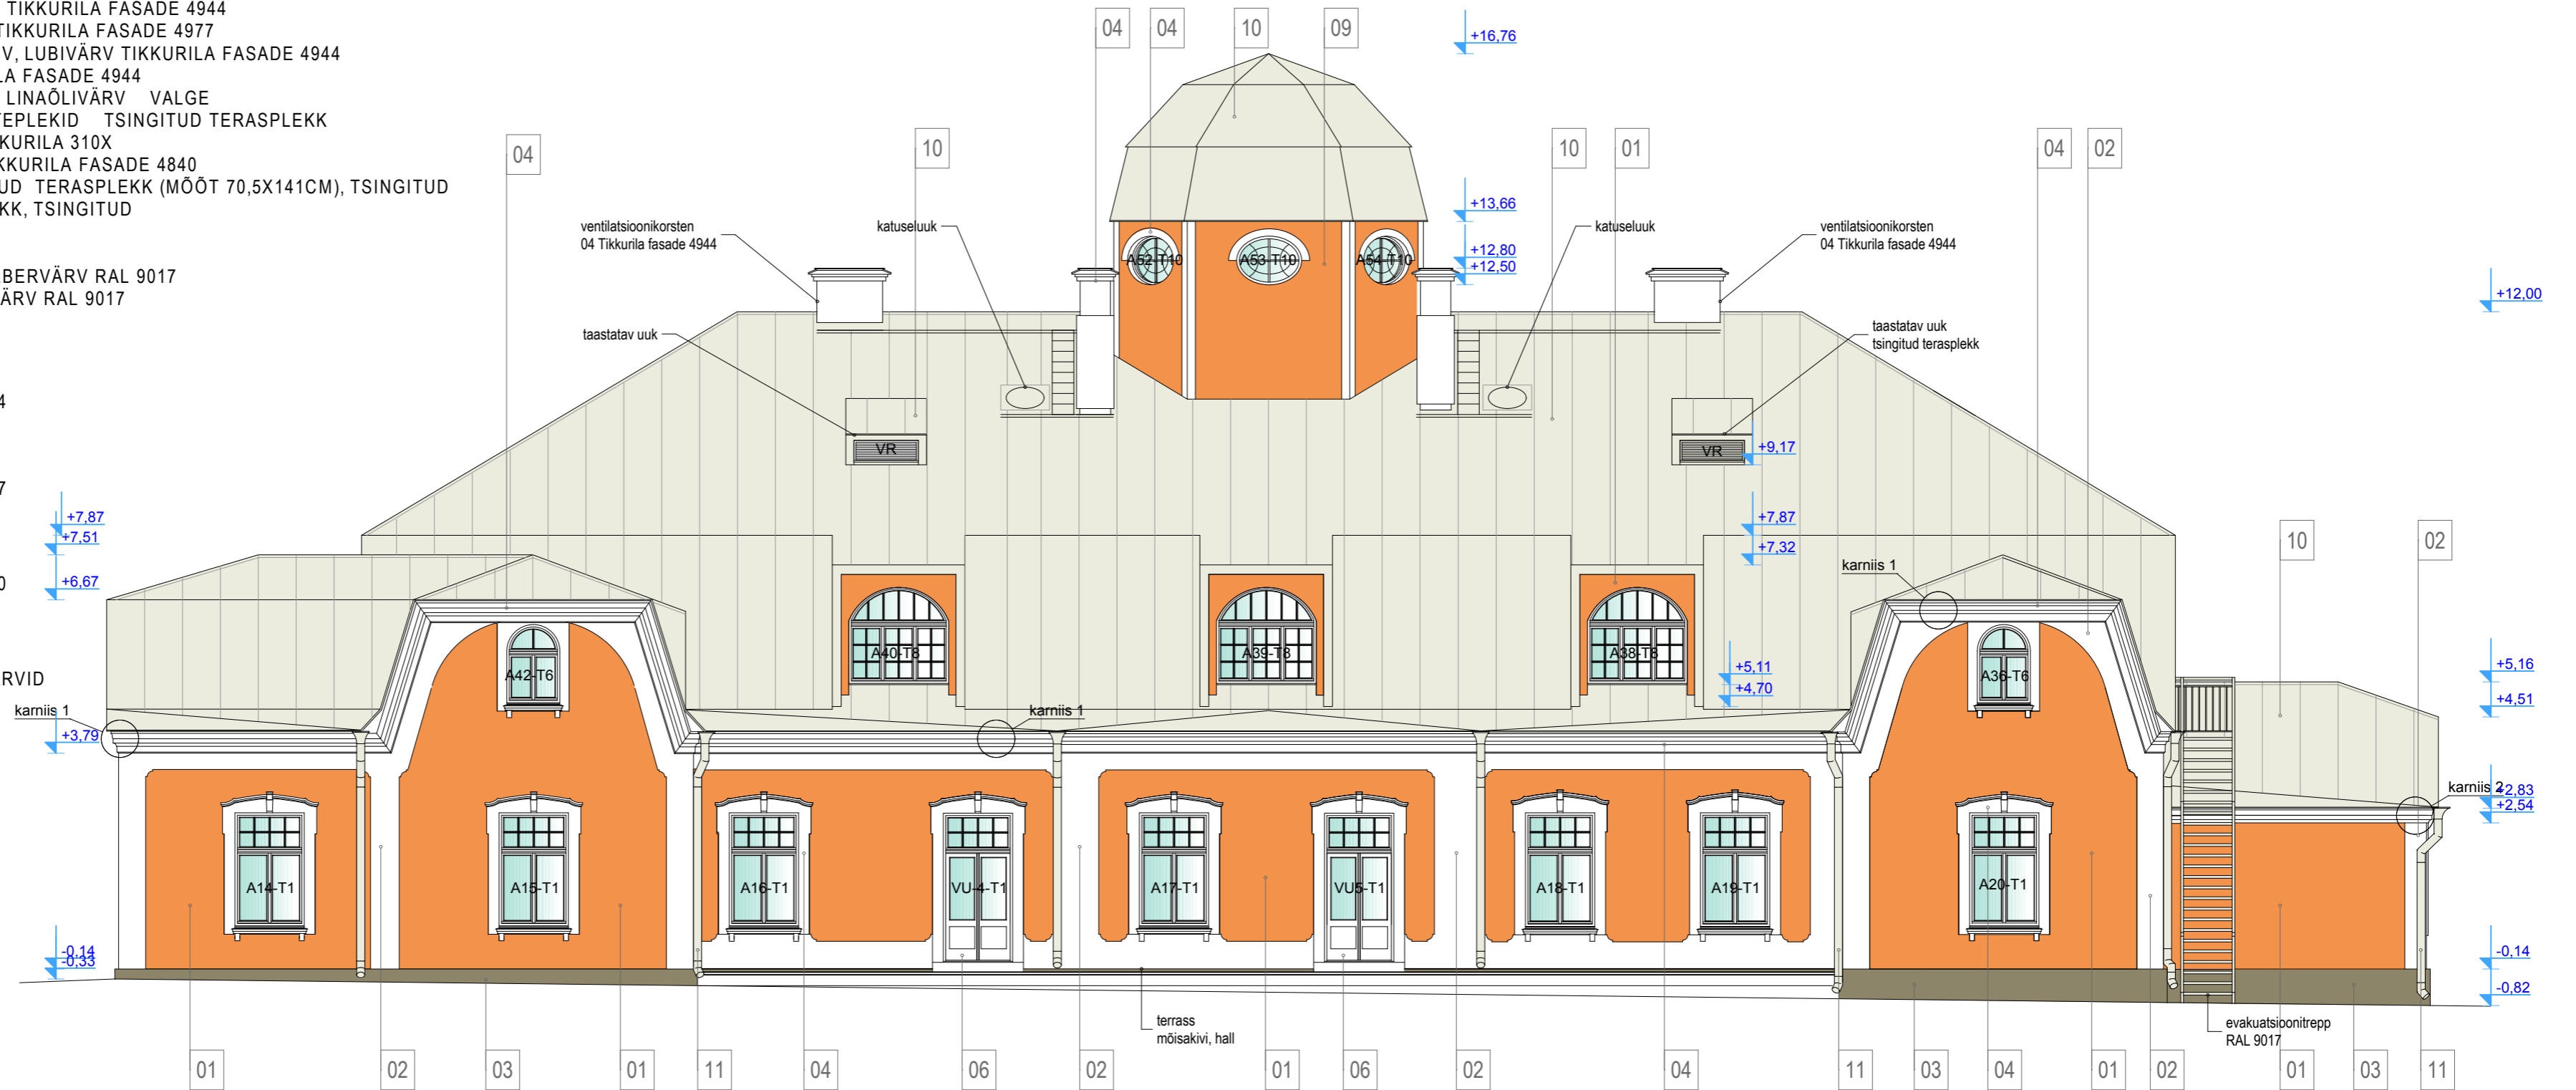 TIKKURILA FASADE 4944
TIKKURILA FASADE 4977
V, LUBIVÄRV TIKKURILA FASADE 4944
LA FASADE 4944
LINAÕLIVÄRV VALGE
TEPLEKID TSINGITUD TERASPLEKK
KURILA 310X
KKURILA FASADE 4840
UD TERASPLEKK (MÕÕT 70,5X141CM), TSINGITUD
KK, TSINGITUD
BERVÄRV RAL 9017
ÄRV RAL 9017
4
7
0
RVID
04
04
10
09
+16,76
04
10
10
01
04
02
+13,66
+12,80
+12,50
+12,00
ventilatsioonikorsten
04 Tikkurila fasade 4944
katuseluuk
katuseluuk
ventilatsioonikorsten
04 Tikkurila fasade 4944
A52-T10
A53-T10
A54-T10
taastatav uuk
taastatav uuk
tsingitud terasplekk
VR
VR
+9,17
+7,87
+7,51
+6,67
+7,87
+7,32
10
02
karniis 1
A42-T6
A40-T8
A39-T8
A38-T8
A36-T6
+5,11
+4,70
+5,16
+4,51
karniis 1
+3,79
karniis 1
karniis 2
+2,83
+2,54
A14-T1
A15-T1
A16-T1
VU-4-T1
A17-T1
VU5-T1
A18-T1
A19-T1
A20-T1
-0,14
-0,33
-0,14
-0,82
terrass
mõisakivi, hall
evakuatsioonitrepp
RAL 9017
01
02
03
01
11
04
06
02
01
06
02
04
11
03
04
01
02
01
03
11